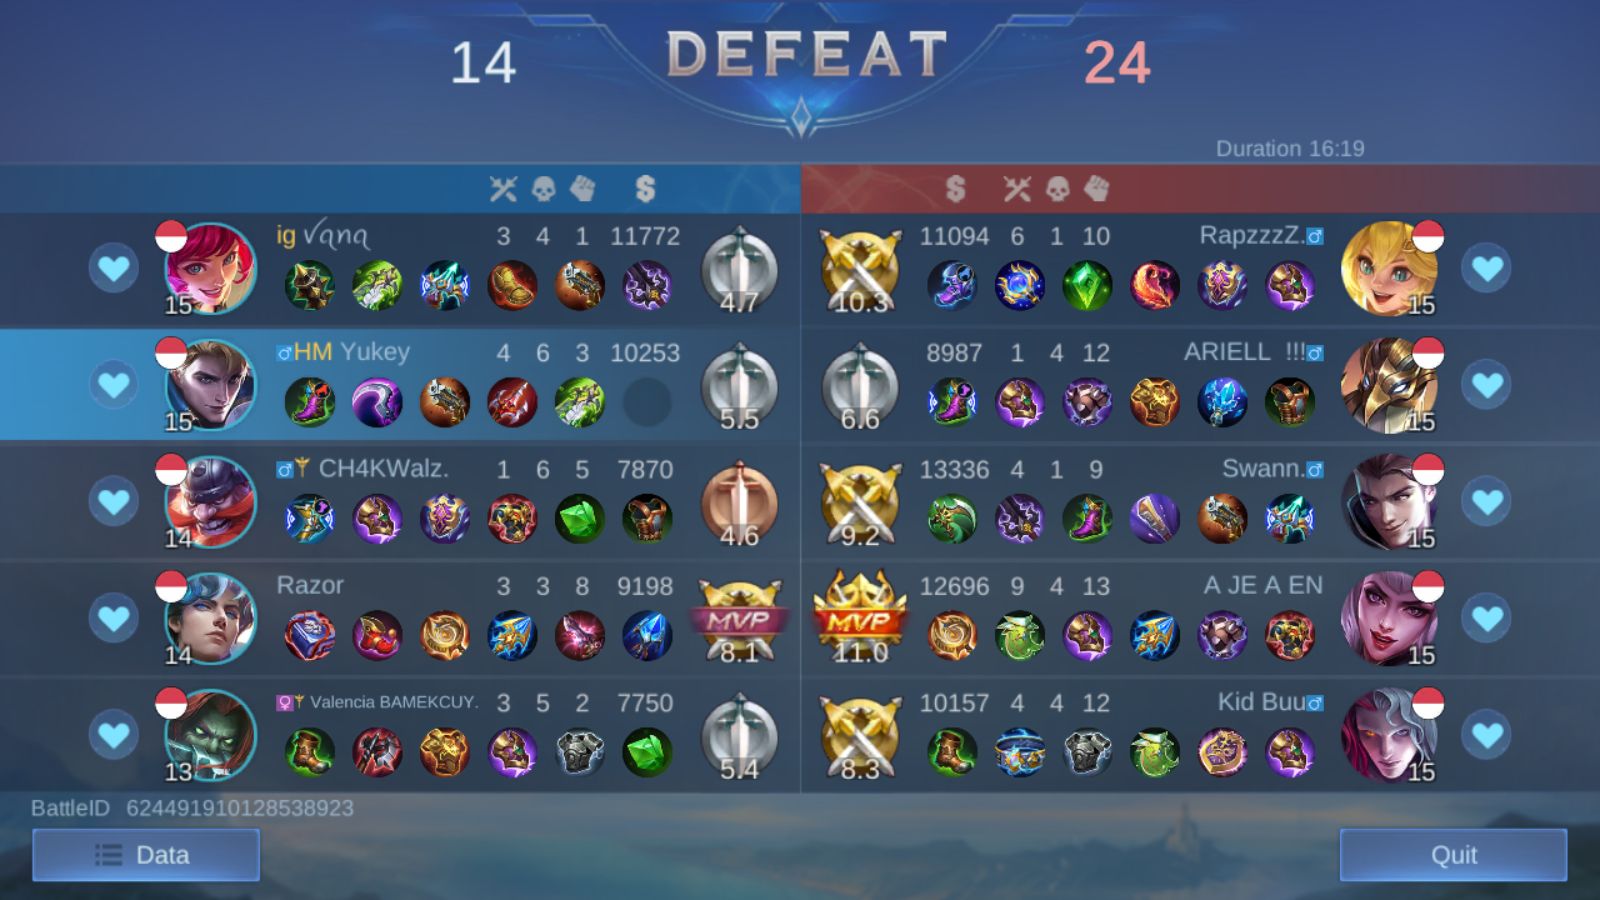 14 DEFEAT 24
Duration 16:19
ig Vana 3 4 1 11772
15 4.7
10.3 11094 6 1 10 RapzzzZ.
15
HM Yukey 4 6 3 10253
15 5.5
6.6 8987 1 4 12 ARIELL !!!
15
CH4KWalz. 1 6 5 7870
14 4.6
9.2 13336 4 1 9 Swann.
15
Razor 3 3 8 9198
14 MVP 8.1
MVP 11.0 12696 9 4 13 A JE A EN
15
Valencia BAMEKCUY. 3 5 2 7750
13 5.4
8.3 10157 4 4 12 Kid Buu
15
BattleID 624491910128538923
Data Quit